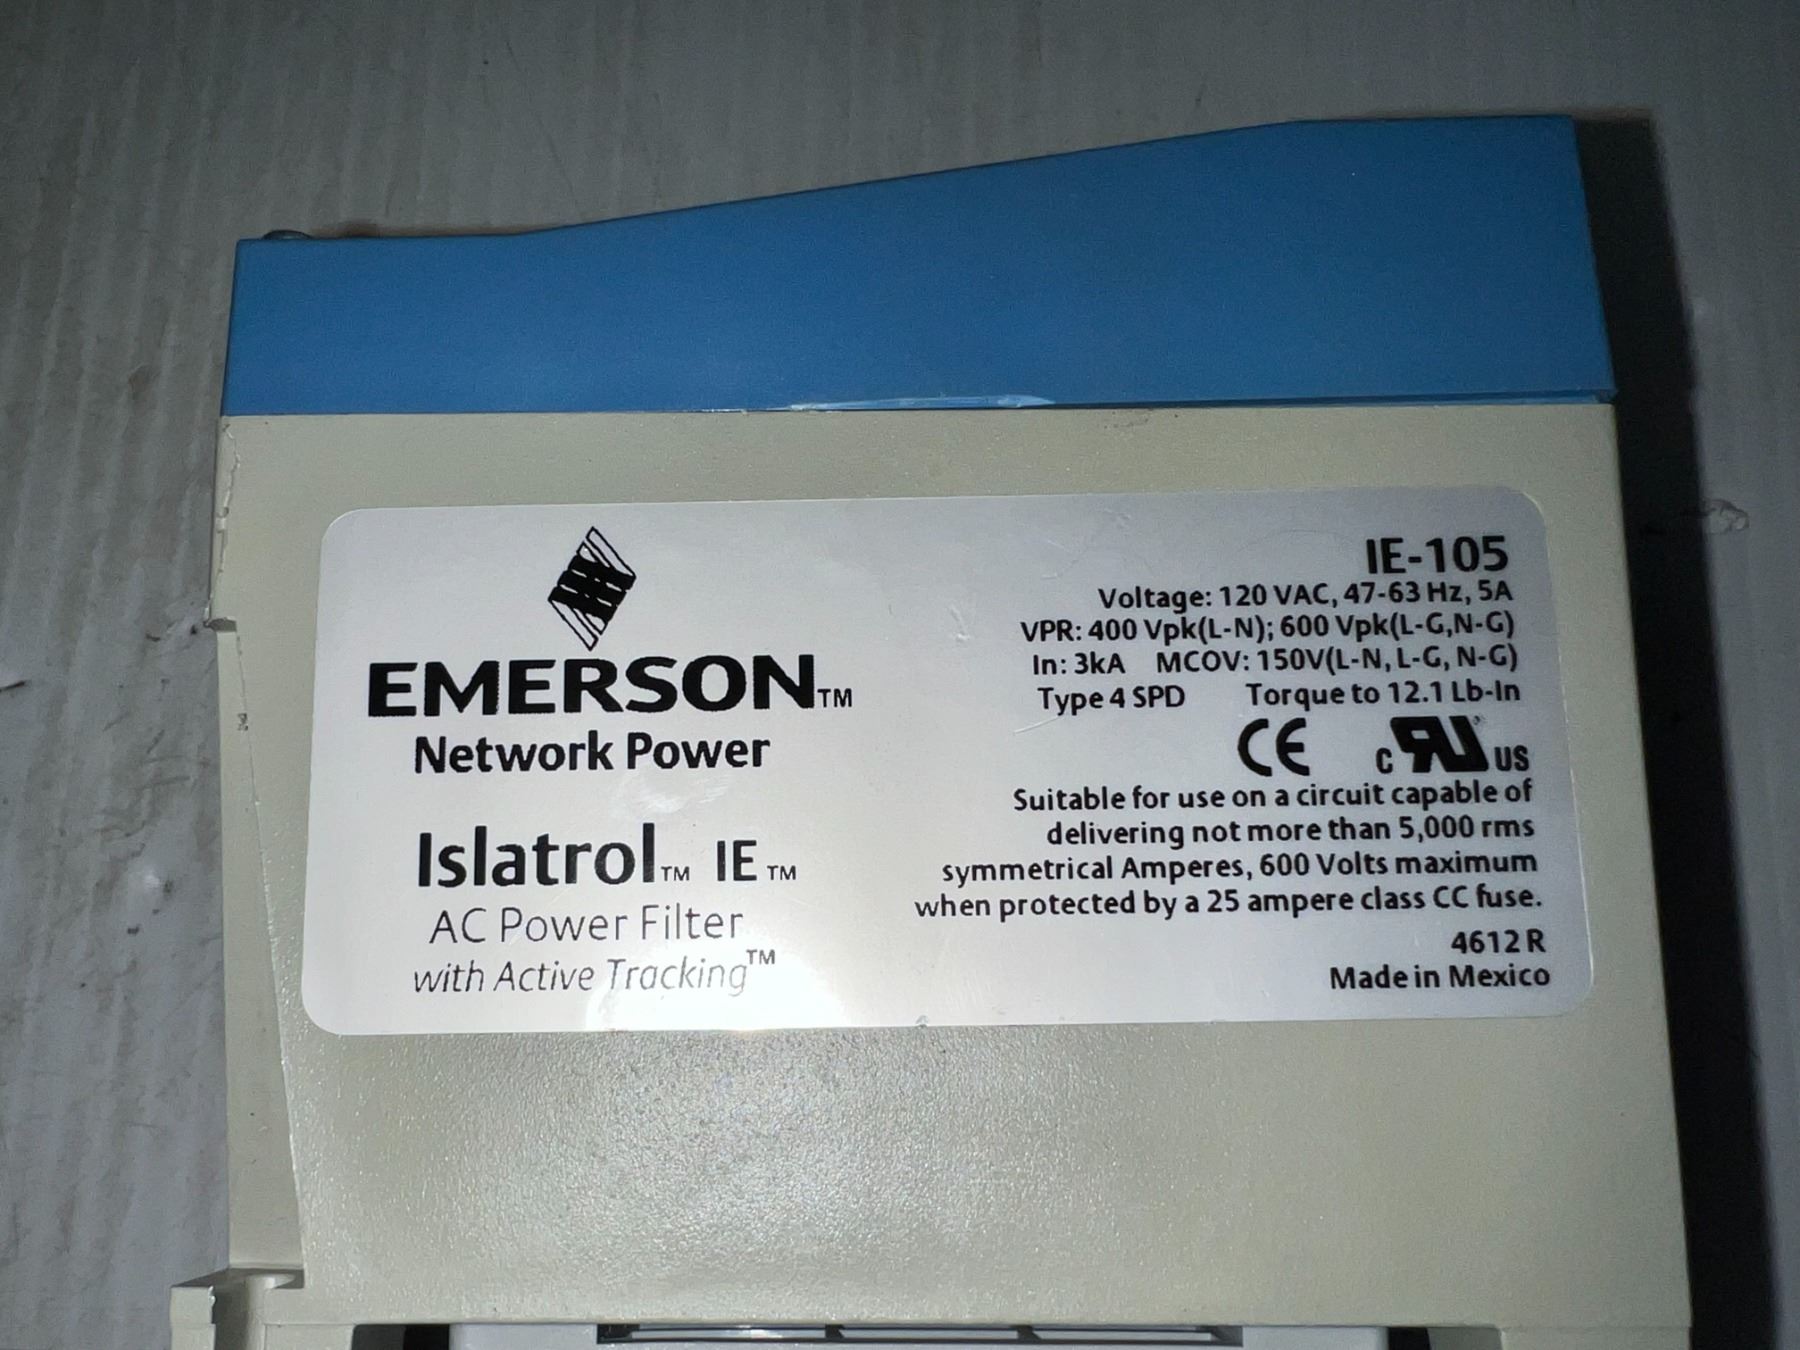 EMERSON™
Network Power
Islatrol™ IE™
AC Power Filter
with Active Tracking™
IE-105
Voltage: 120 VAC, 47-63 Hz, 5A
VPR: 400 Vpk(L-N); 600 Vpk(L-G,N-G)
In: 3kA MCOV: 150V(L-N, L-G, N-G)
Type 4 SPD Torque to 12.1 Lb-In
CE c RU US
Suitable for use on a circuit capable of
delivering not more than 5,000 rms
symmetrical Amperes, 600 Volts maximum
when protected by a 25 ampere class CC fuse.
4612 R
Made in Mexico